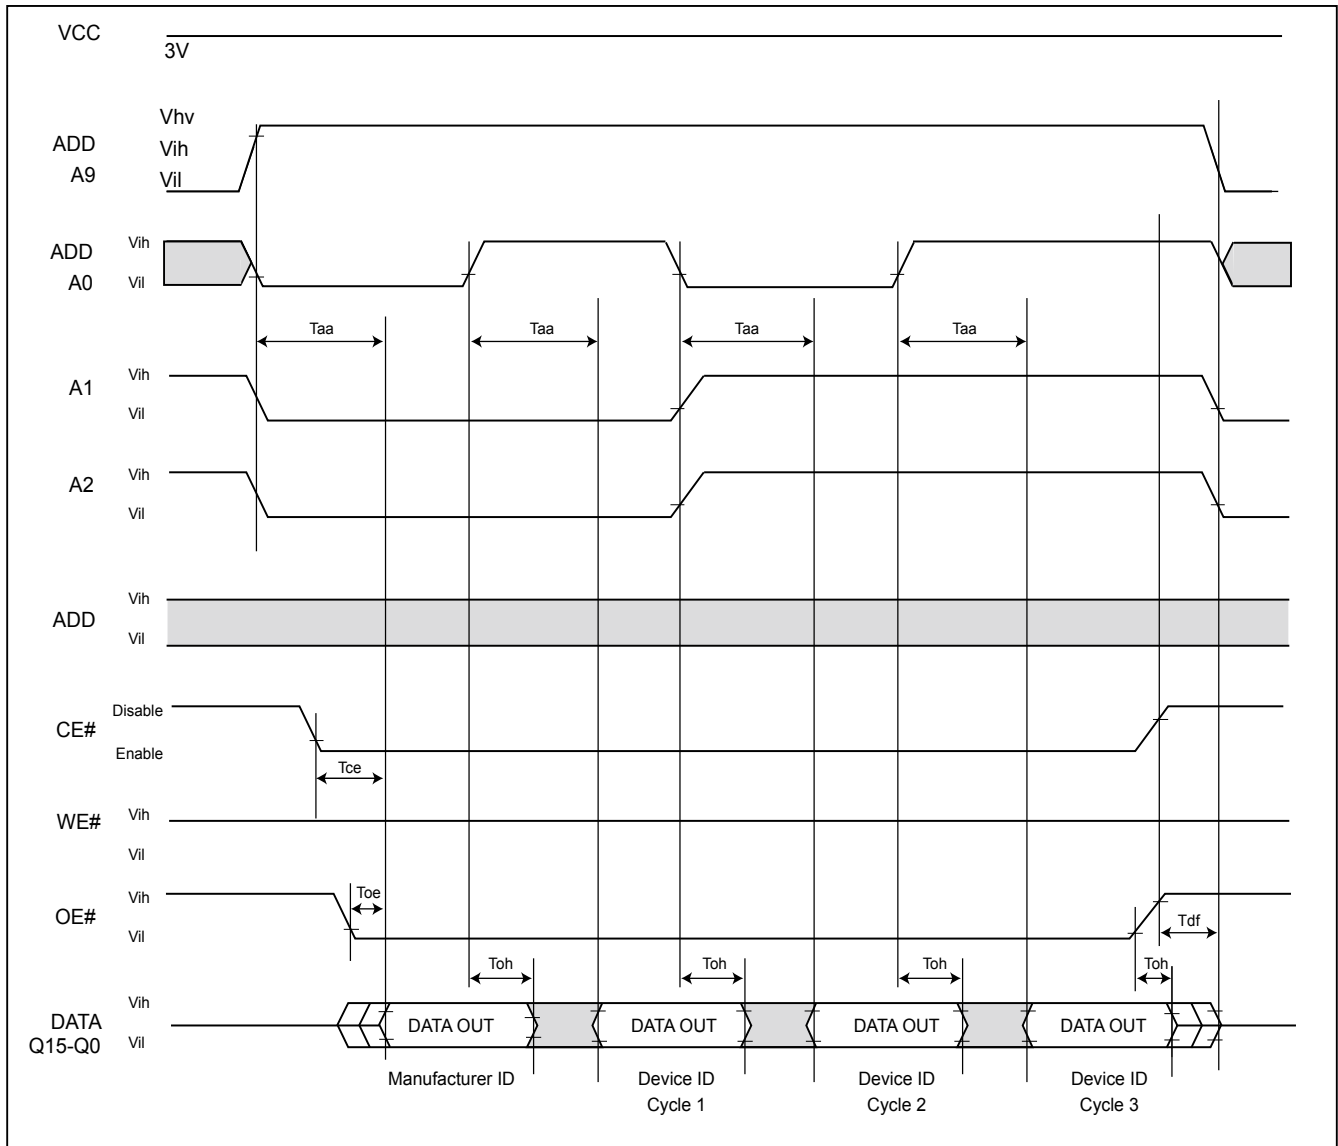 VCC
3V
Vhv
ADD
Vih
A9
Vil
ADD
Vih
A0
Vil
Taa
Taa
Taa
Taa
A1
Vih
Vil
A2
Vih
Vil
ADD
Vih
Vil
CE#
Disable
Enable
Tce
WE#
Vih
Vil
OE#
Vih
Vil
Toe
Tdf
Toh
Toh
Toh
Toh
DATA
Q15-Q0
Vih
Vil
DATA OUT
DATA OUT
DATA OUT
DATA OUT
Manufacturer ID
Device ID
Cycle 1
Device ID
Cycle 2
Device ID
Cycle 3